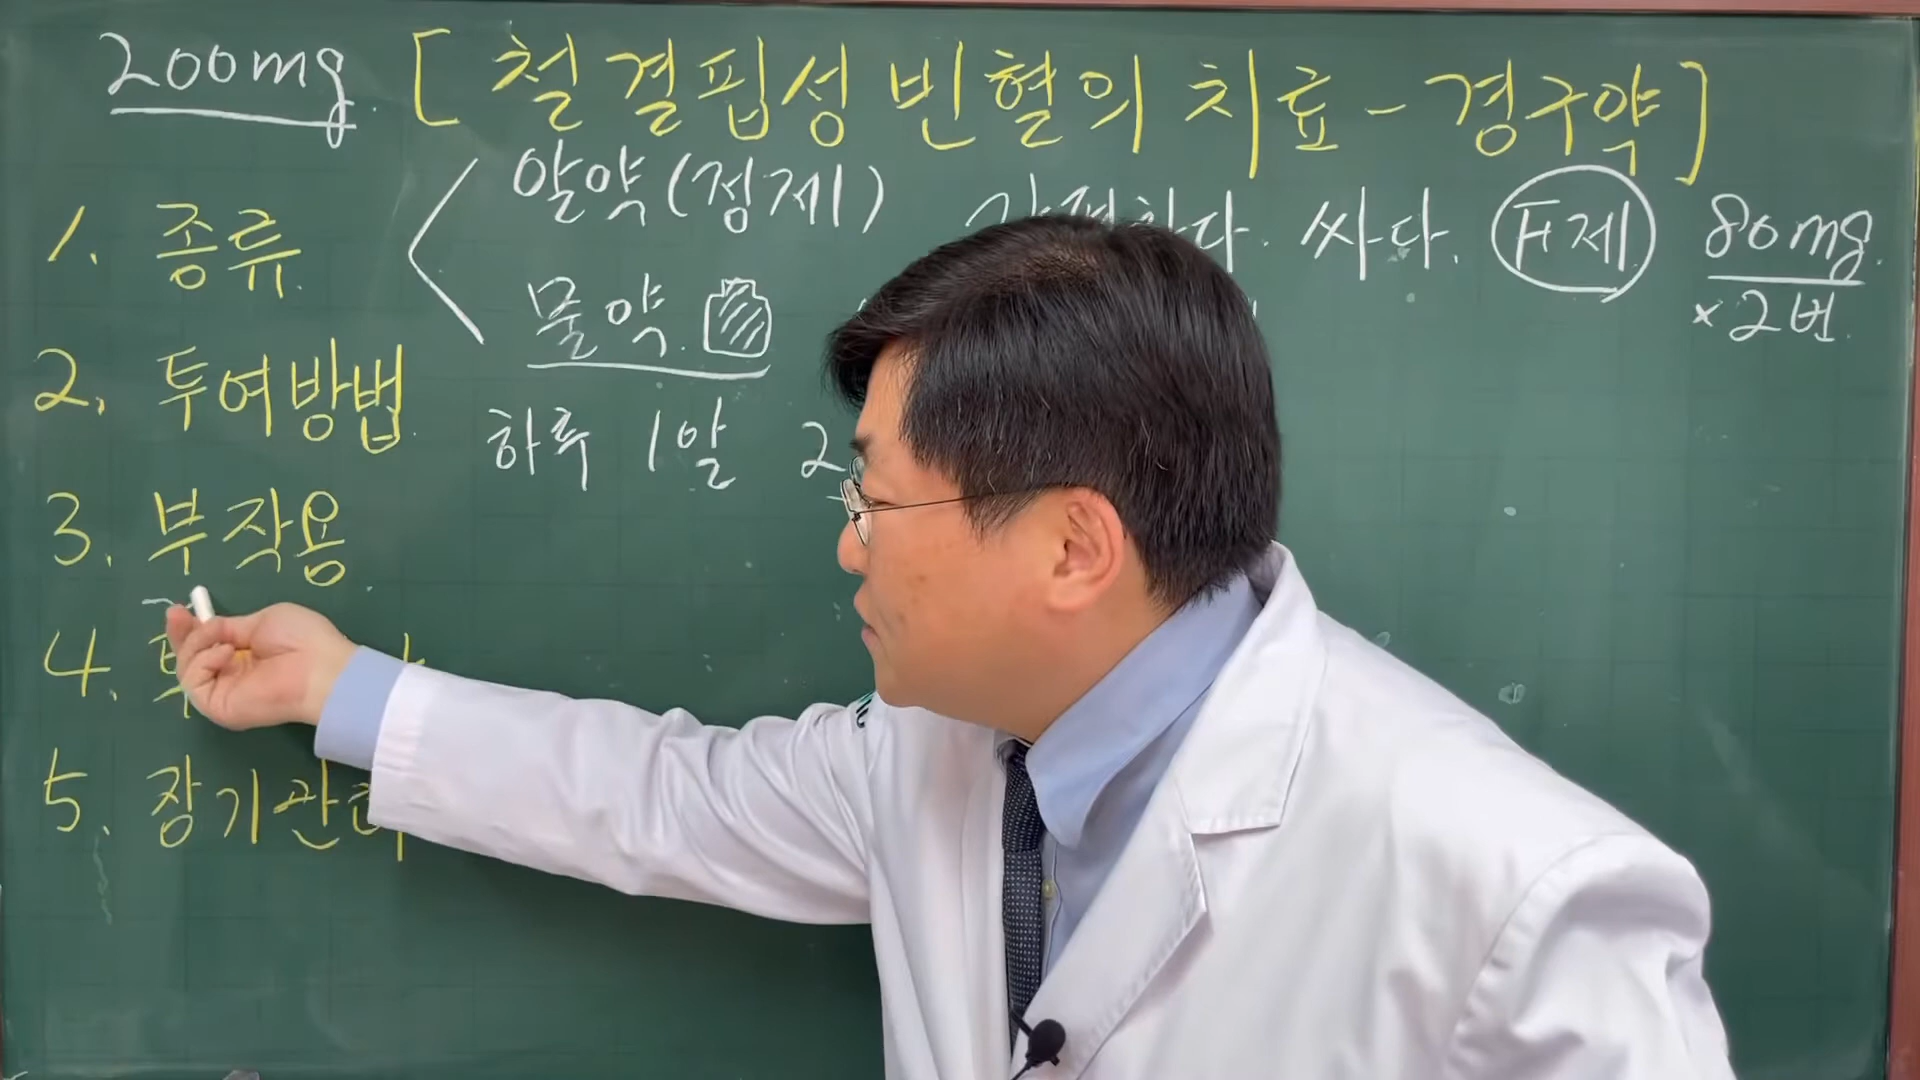 200mg. [철 결핍성 빈혈의 치료 - 경구약]
1. 종류. 알약 (정제) 싸다. F제 80mg.
물약. ×2번.
2. 투여방법. 하루 1알 2
3. 부작용.
4.
5. 장기관리